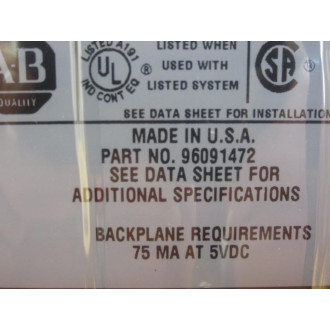 LISTED A191
LISTED WHEN
UL
®
USED WITH
SA
IND CONT EQ
LISTED SYSTEM
A-B
QUALITY
SEE DATA SHEET FOR INSTALLATION
MADE IN U.S.A.
PART NO. 96091472
SEE DATA SHEET FOR
ADDITIONAL SPECIFICATIONS
BACKPLANE REQUIREMENTS
75 MA AT 5VDC